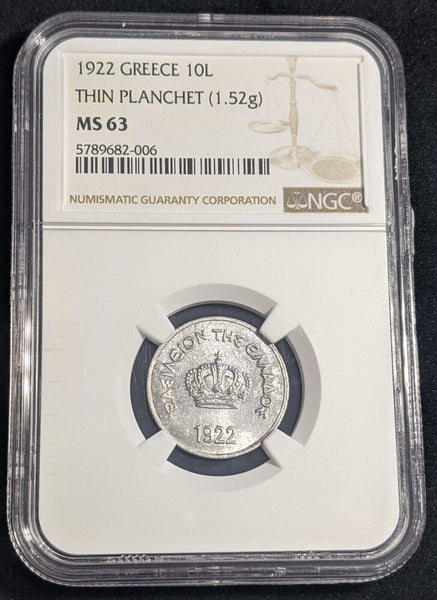 1922 GREECE 10L
THIN PLANCHET (1.52g)
MS 63
5789682-006
NUMISMATIC GUARANTY CORPORATION
NGC®
ΒΑΣΙΛΕΙΟΝ ΤΗΣ ΕΛΛΑΔΟΣ
1922